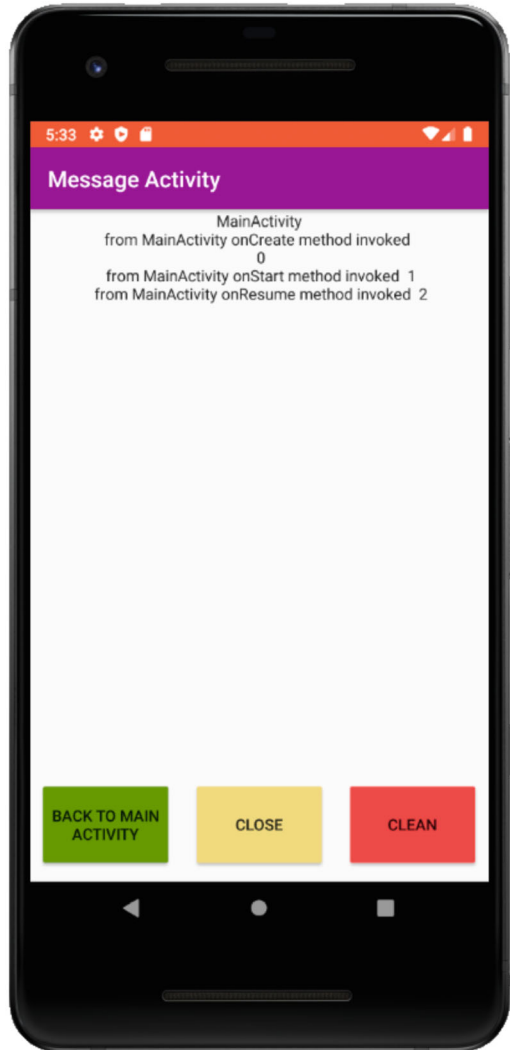 5:33
Message Activity
MainActivity
from MainActivity onCreate method invoked
0
from MainActivity onStart method invoked 1
from MainActivity onResume method invoked 2
BACK TO MAIN
ACTIVITY
CLOSE
CLEAN